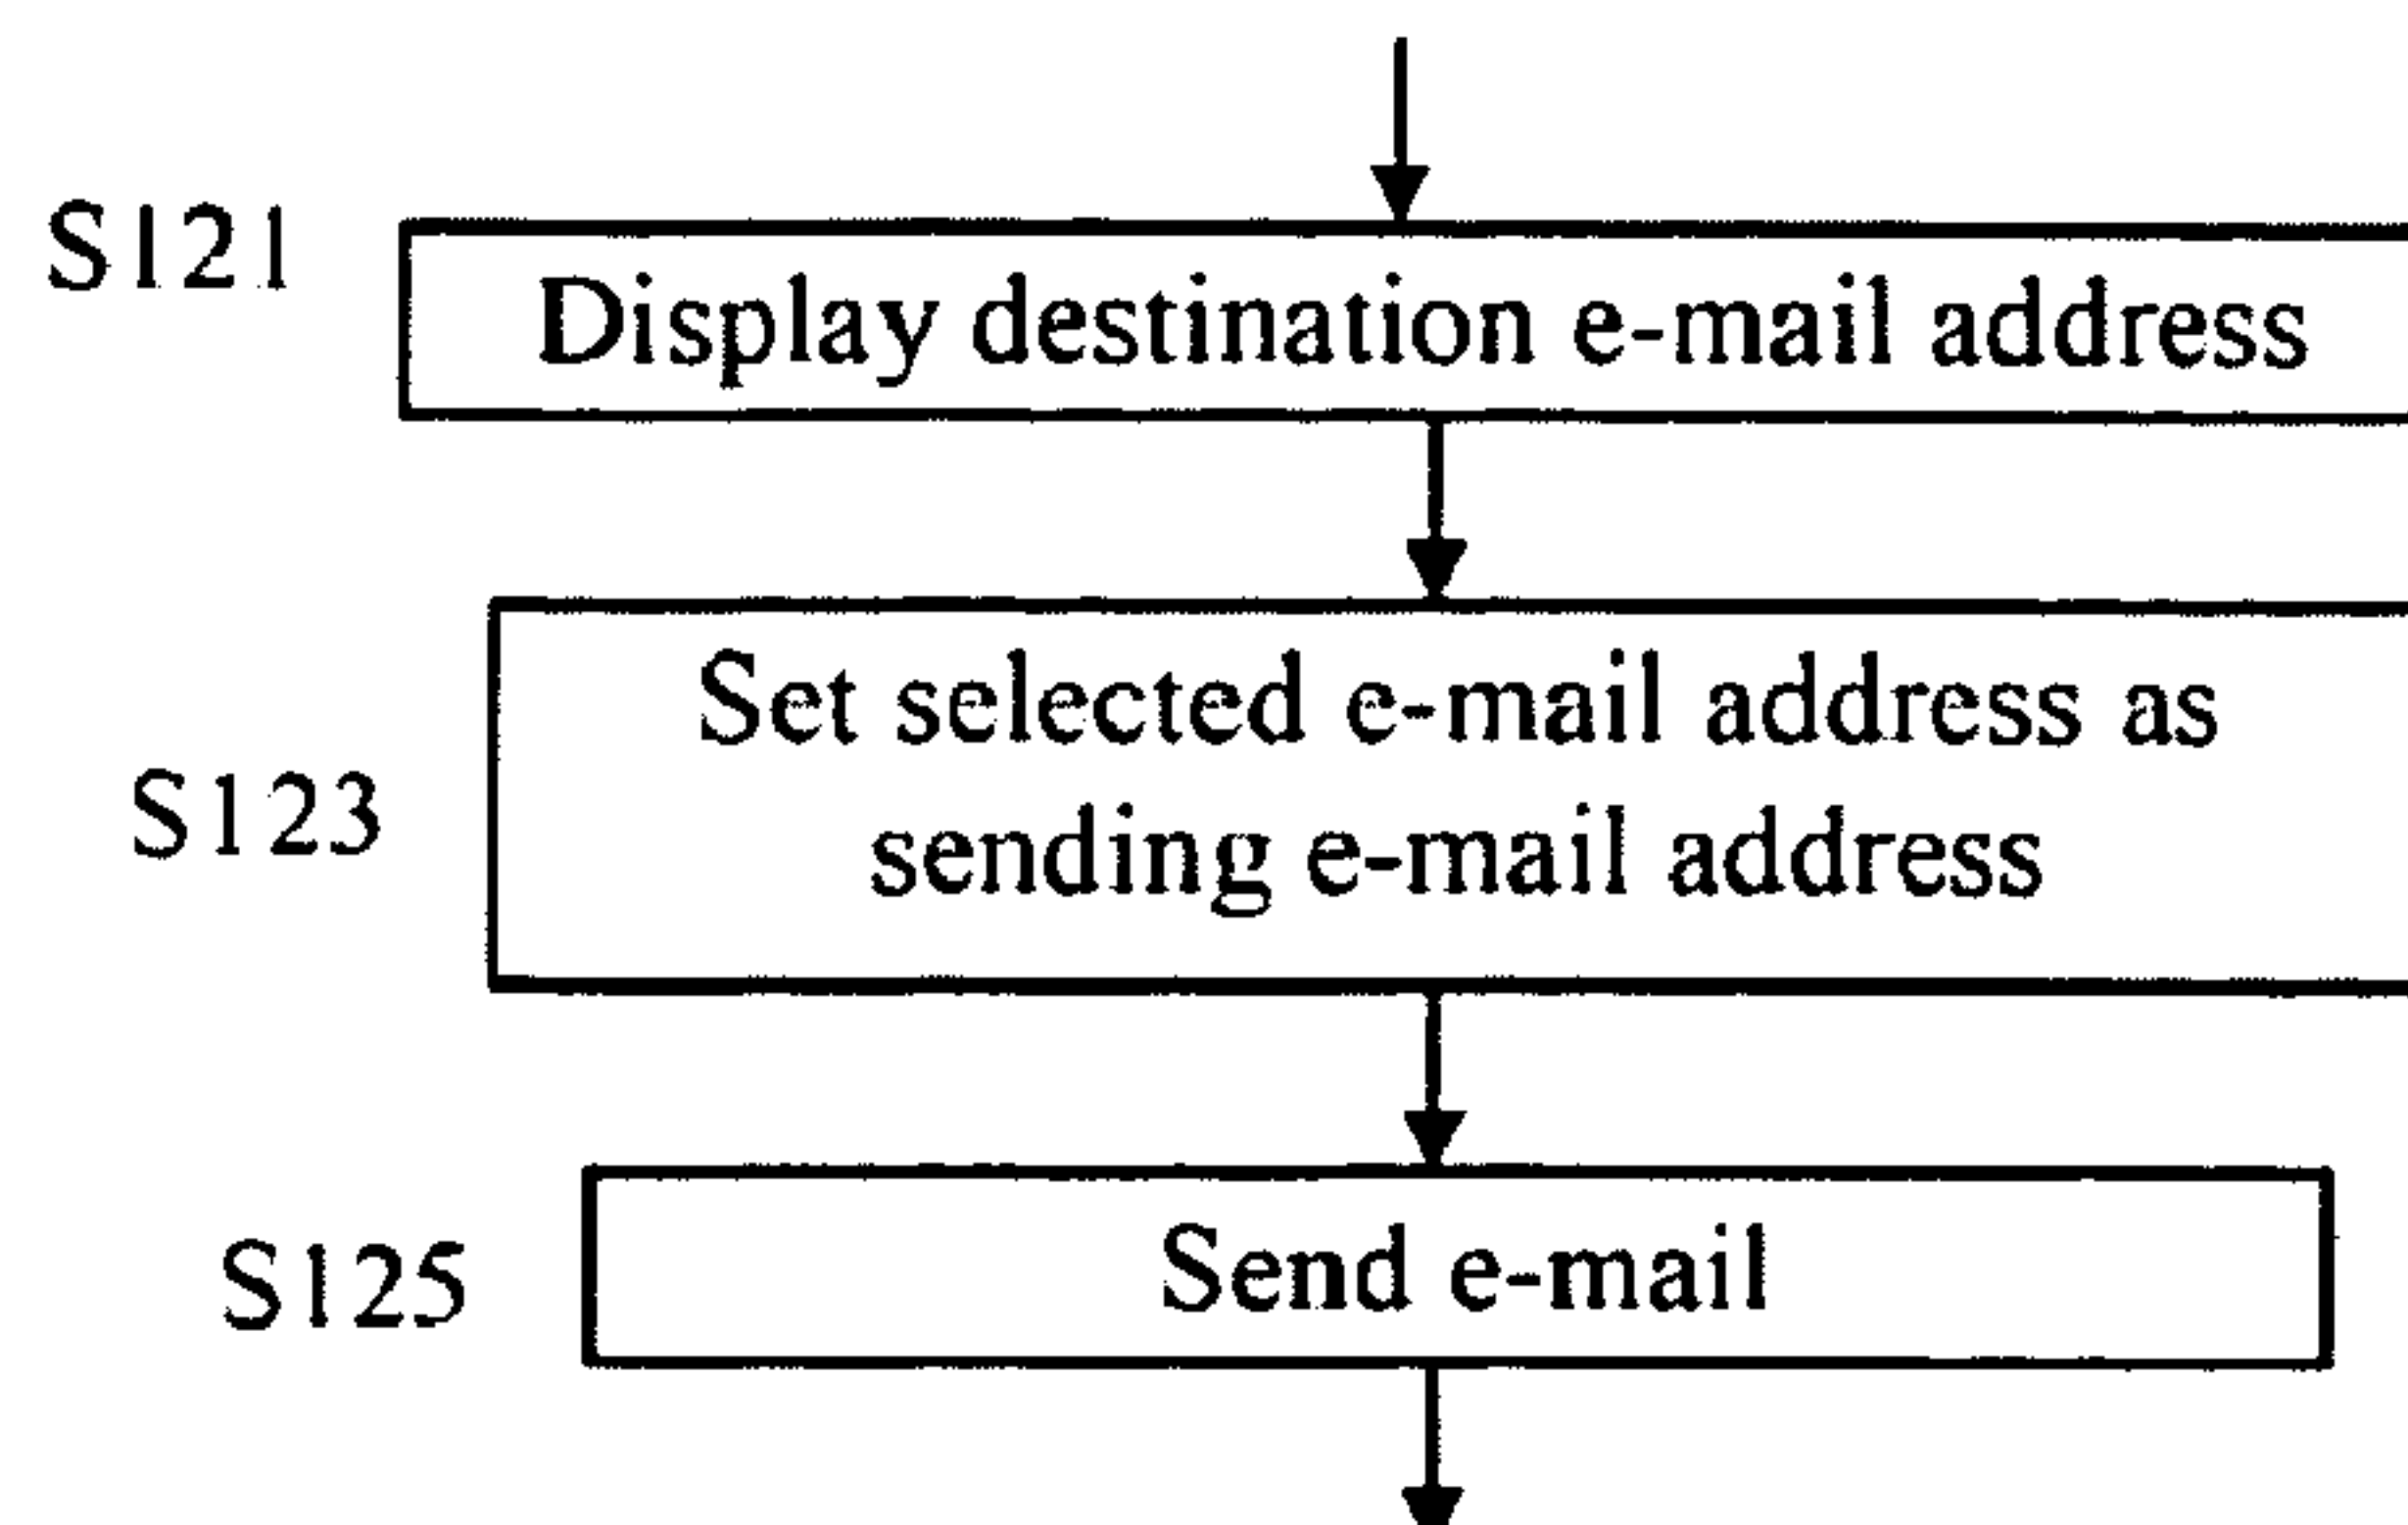 S121
Display destination e-mail address
Set selected e-mail address as
S123
sending e-mail address
S125
Send e-mail